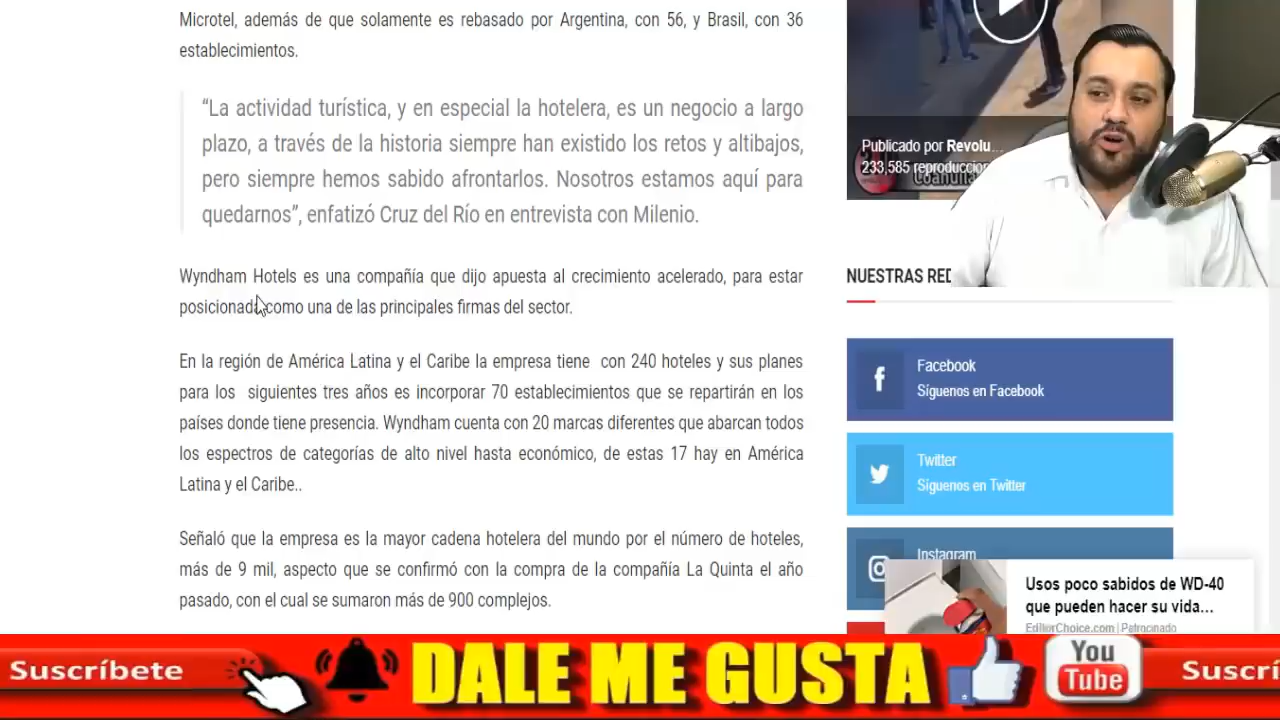 Microtel, además de que solamente es rebasado por Argentina, con 56, y Brasil, con 36
establecimientos.
“La actividad turística, y en especial la hotelera, es un negocio a largo
plazo, a través de la historia siempre han existido los retos y altibajos,
pero siempre hemos sabido afrontarlos. Nosotros estamos aquí para
quedarnos”, enfatizó Cruz del Río en entrevista con Milenio.
Wyndham Hotels es una compañía que dijo apuesta al crecimiento acelerado, para estar
posicionada como una de las principales firmas del sector.
En la región de América Latina y el Caribe la empresa tiene con 240 hoteles y sus planes
para los siguientes tres años es incorporar 70 establecimientos que se repartirán en los
países donde tiene presencia. Wyndham cuenta con 20 marcas diferentes que abarcan todos
los espectros de categorías de alto nivel hasta económico, de estas 17 hay en América
Latina y el Caribe..
Señaló que la empresa es la mayor cadena hotelera del mundo por el número de hoteles,
más de 9 mil, aspecto que se confirmó con la compra de la compañía La Quinta el año
pasado, con el cual se sumaron más de 900 complejos.
Publicado por Revolu...
233,585 reproduccion
Coahuila
NUESTRAS RED
Facebook
Síguenos en Facebook
Twitter
Síguenos en Twitter
Instagram
Usos poco sabidos de WD-40
que pueden hacer su vida...
EditorChoice.com | Patrocinado
Suscríbete
DALE ME GUSTA
You
Tube
Suscrí